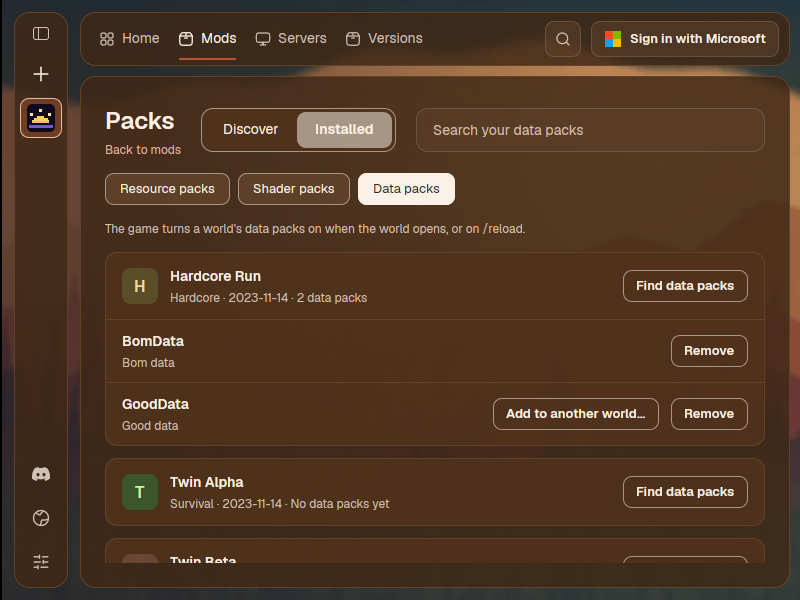 Home
Mods
Servers
Versions
Sign in with Microsoft
Packs
Back to mods
Discover
Installed
Search your data packs
Resource packs
Shader packs
Data packs
The game turns a world's data packs on when the world opens, or on /reload.
H
Hardcore Run
Hardcore · 2023-11-14 · 2 data packs
Find data packs
BomData
Bom data
Remove
GoodData
Good data
Add to another world...
Remove
T
Twin Alpha
Survival · 2023-11-14 · No data packs yet
Find data packs
Twin Beta